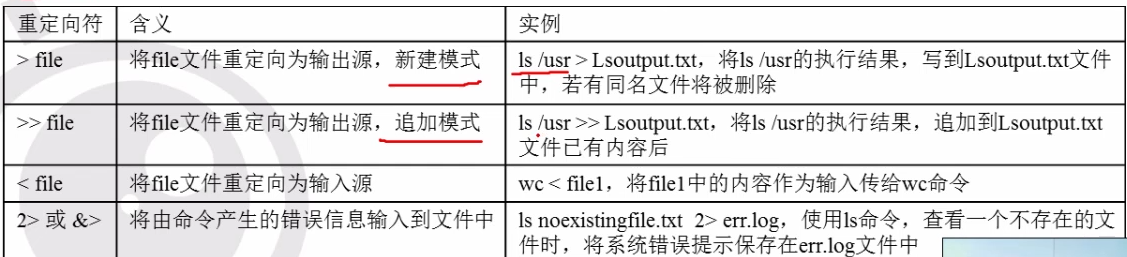 重定向符 含义 实例
> file 将file文件重定向为输出源，新建模式 ls /usr > Lsoutput.txt，将ls /usr的执行结果，写到Lsoutput.txt文件
中，若有同名文件将被删除
>> file 将file文件重定向为输出源，追加模式 ls /usr >> Lsoutput.txt，将ls /usr的执行结果，追加到Lsoutput.txt
文件已有内容后
< file 将file文件重定向为输入源 wc < file1，将file1中的内容作为输入传给wc命令
2> 或 &> 将由命令产生的错误信息输入到文件中 ls noexistingfile.txt 2> err.log，使用ls命令，查看一个不存在的文
件时，将系统错误提示保存在err.log文件中